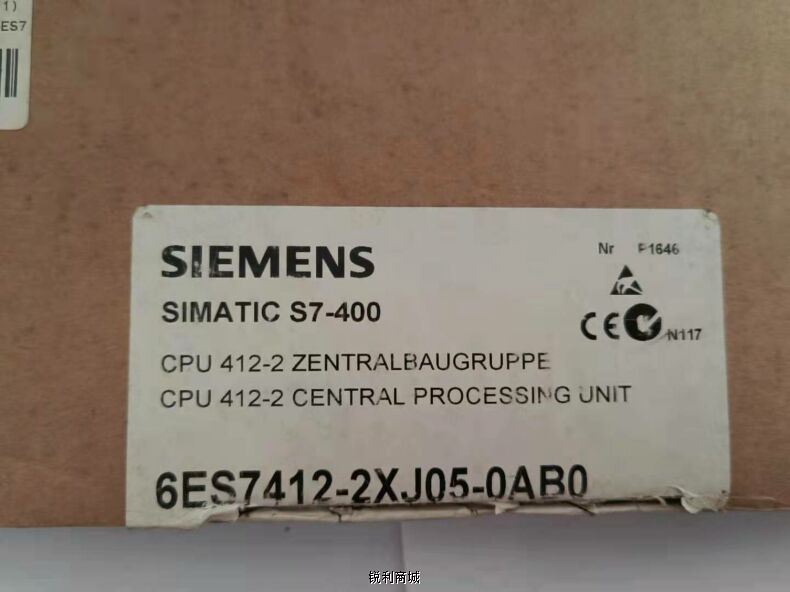 1)
ES7
SIEMENS
Nr P1646
SIMATIC S7-400
N117
CPU 412-2 ZENTRALBAUGRUPPE
CPU 412-2 CENTRAL PROCESSING UNIT
6ES7412-2XJ05-0AB0
锐利商城